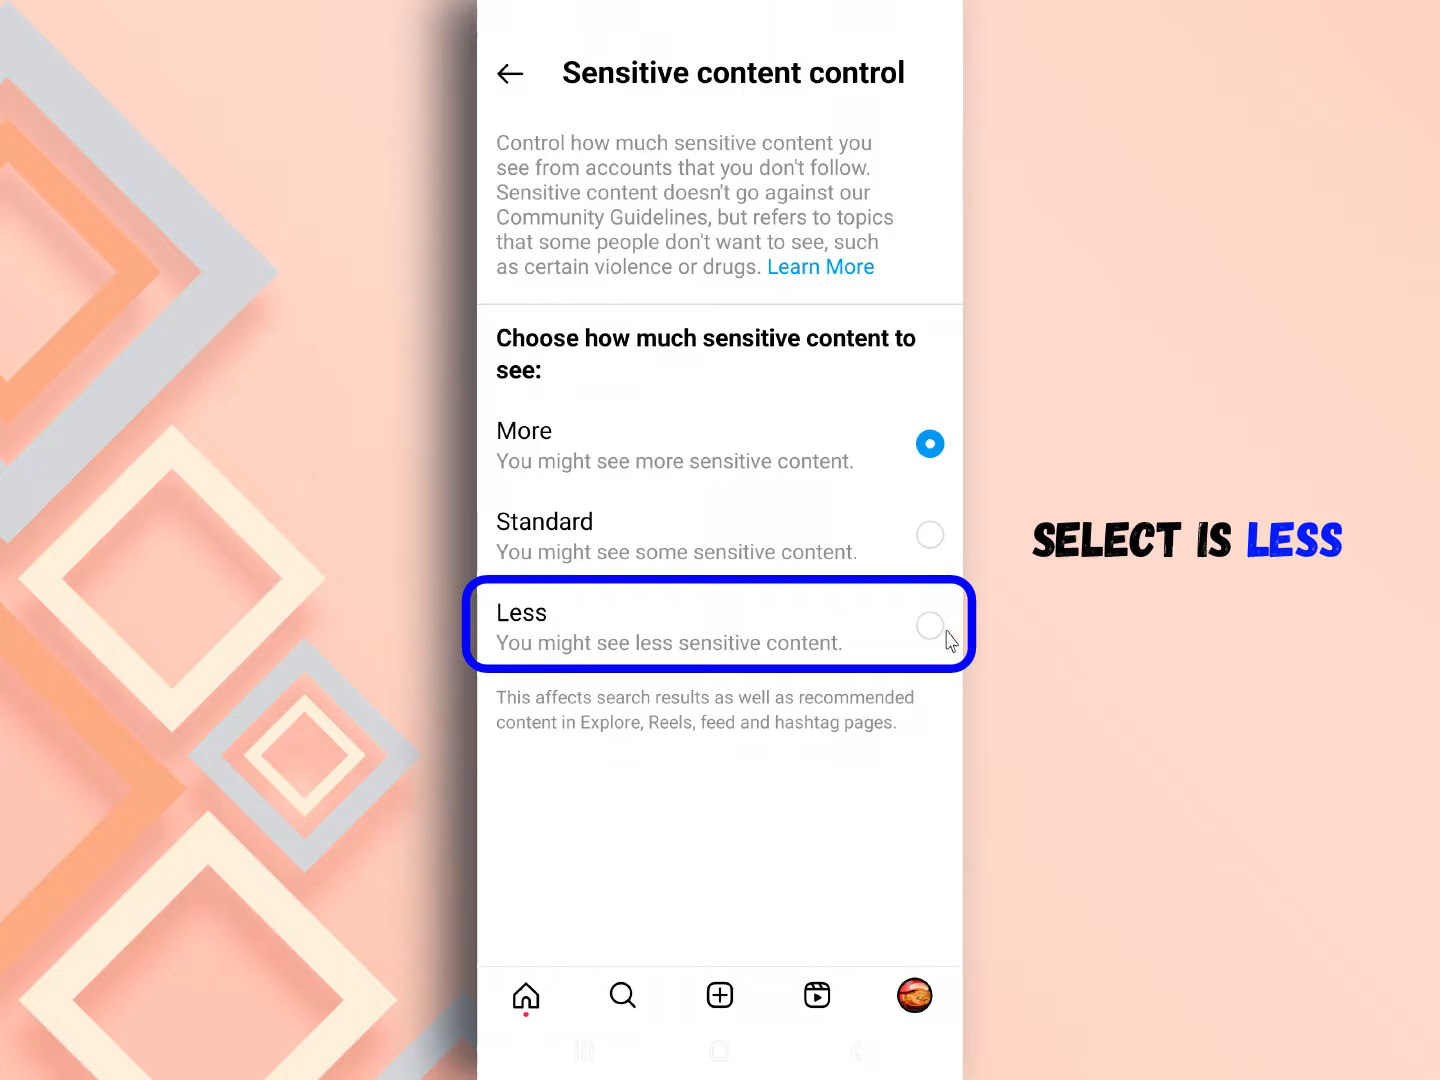 Sensitive content control
Control how much sensitive content you
see from accounts that you don't follow.
Sensitive content doesn't go against our
Community Guidelines, but refers to topics
that some people don't want to see, such
as certain violence or drugs. Learn More
Choose how much sensitive content to
see:
More
You might see more sensitive content.
Standard
You might see some sensitive content.
Less
You might see less sensitive content.
This affects search results as well as recommended
content in Explore, Reels, feed and hashtag pages.
SELECT IS LESS